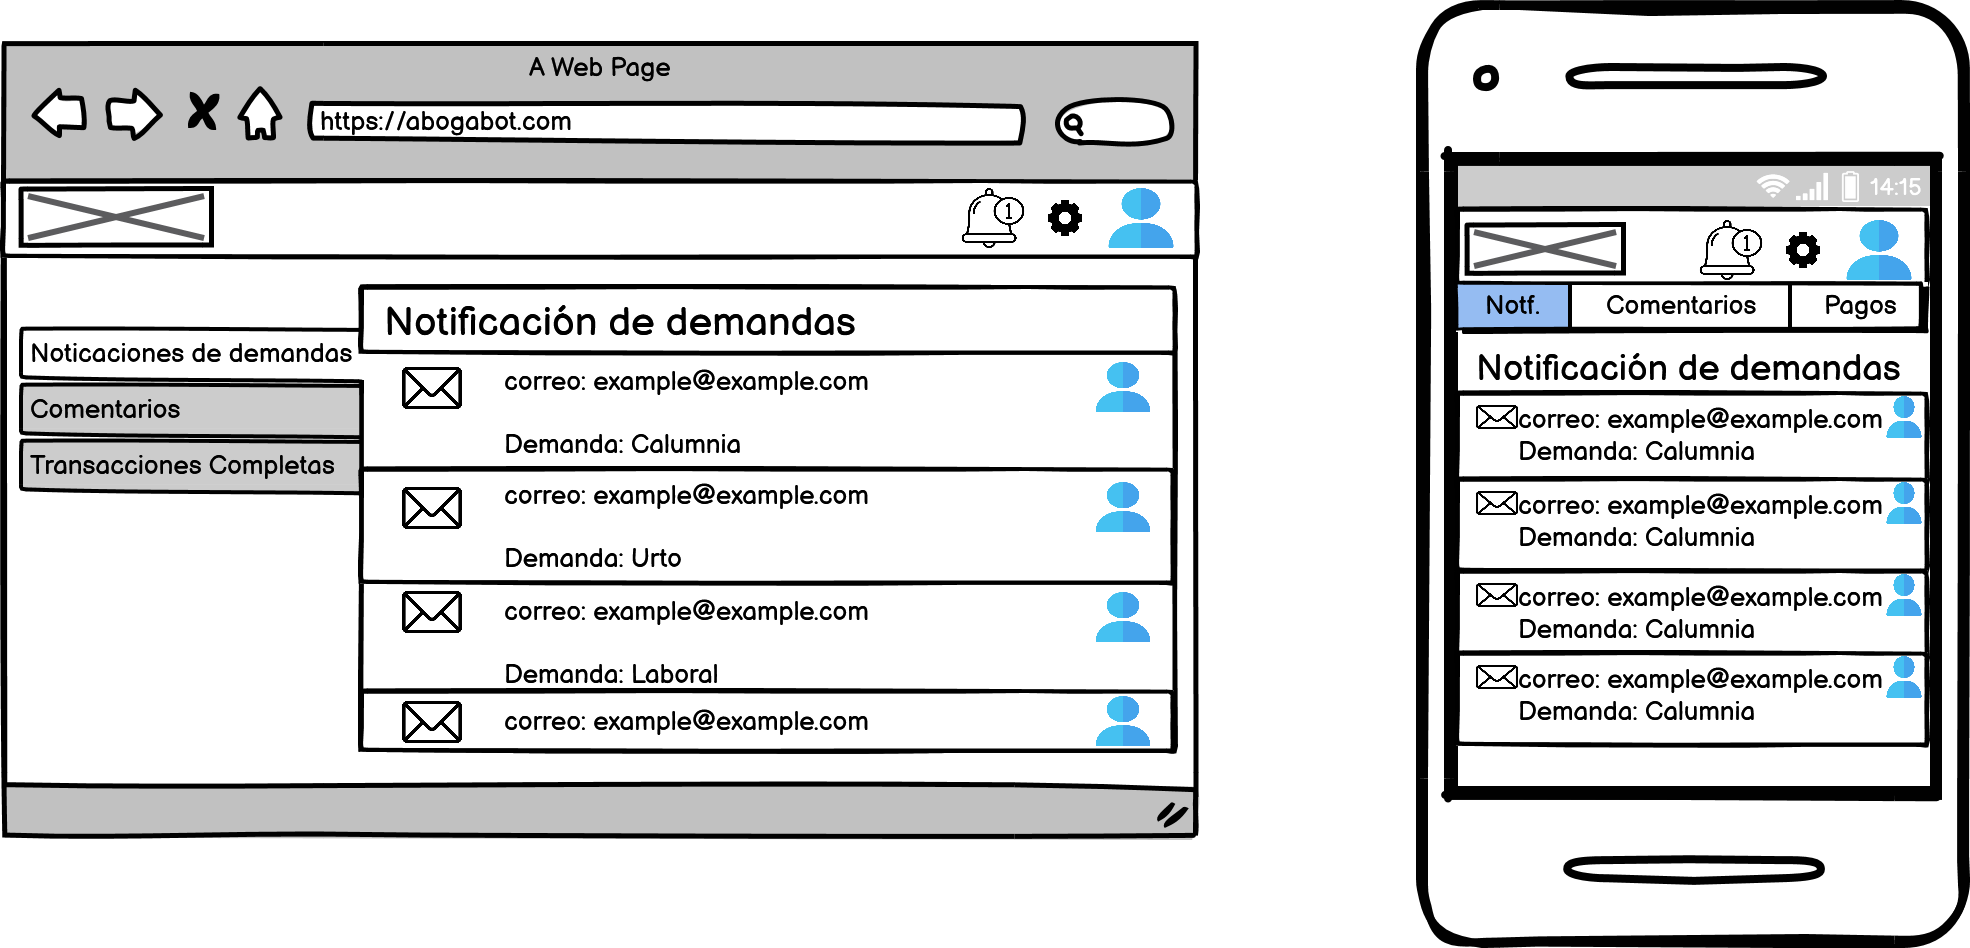 A Web Page
https://abogabot.com
1
Notificación de demandas
Noticaciones de demandas
Comentarios
Transacciones Completas
correo: example@example.com
Demanda: Calumnia
correo: example@example.com
Demanda: Urto
correo: example@example.com
Demanda: Laboral
correo: example@example.com
14:15
1
Notf.
Comentarios
Pagos
Notificación de demandas
correo: example@example.com
Demanda: Calumnia
correo: example@example.com
Demanda: Calumnia
correo: example@example.com
Demanda: Calumnia
correo: example@example.com
Demanda: Calumnia